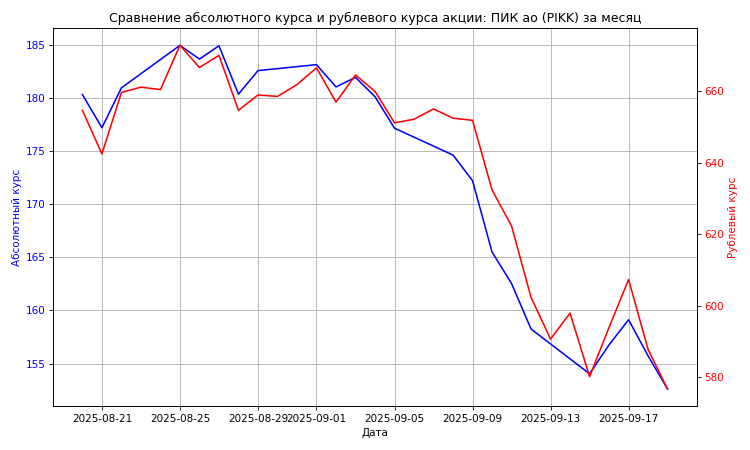 Сравнение абсолютного курса и рублевого курса акции: ПИК ао (PIKK) за месяц
185
180
175
170
165
160
155
Абсолютный курс
660
640
620
600
580
Рублевый курс
2025-08-21 2025-08-25 2025-08-29 2025-09-01 2025-09-05 2025-09-09 2025-09-13 2025-09-17
Дата